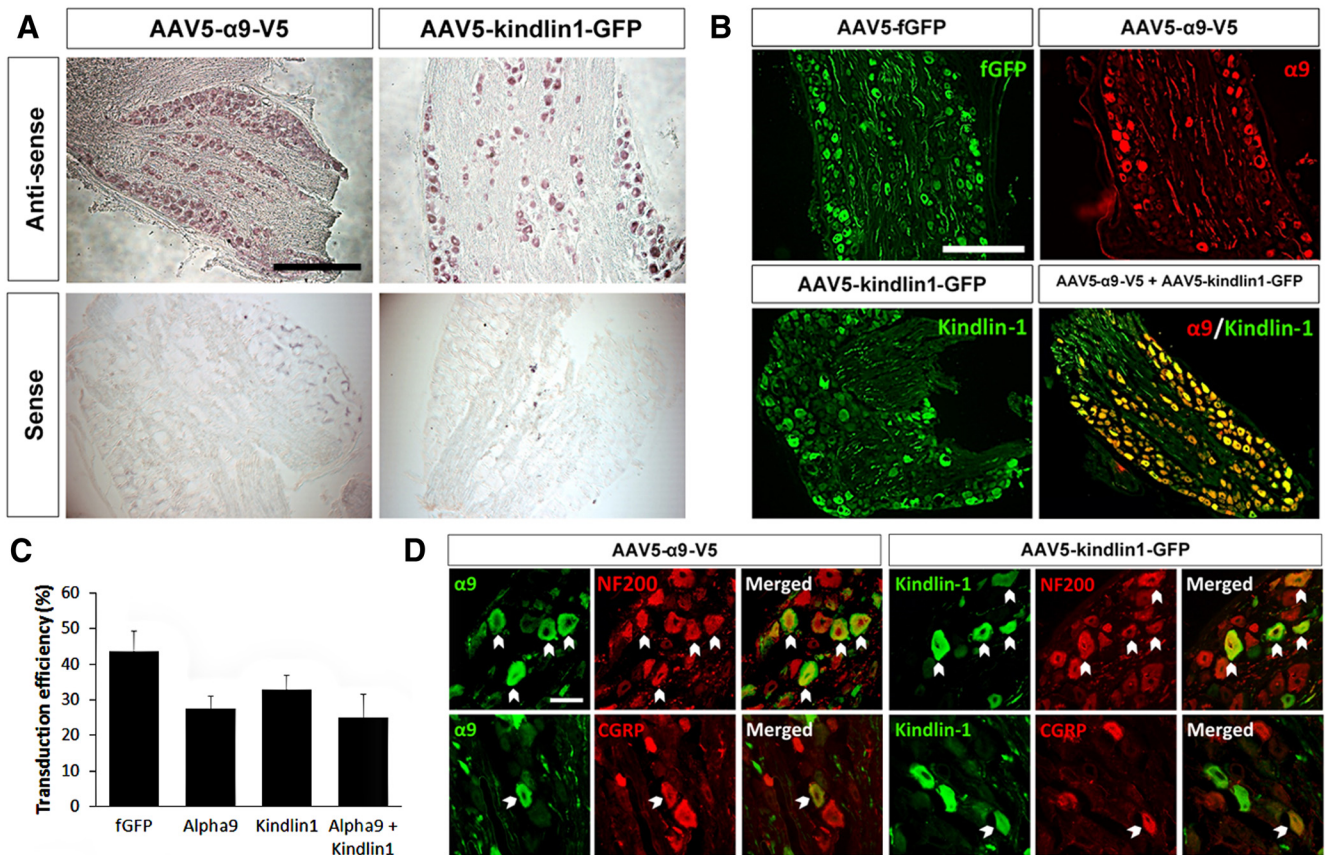 A
AAV5-α9-V5
AAV5-kindlin1-GFP
Anti-sense
Sense
B
AAV5-fGFP
AAV5-α9-V5
fGFP
α9
AAV5-kindlin1-GFP
AAV5-α9-V5 + AAV5-kindlin1-GFP
Kindlin-1
α9/Kindlin-1
C
Transduction efficiency (%)
60
50
40
30
20
10
0
fGFP
Alpha9
Kindlin1
Alpha9 +
Kindlin1
D
AAV5-α9-V5
AAV5-kindlin1-GFP
α9
NF200
Merged
Kindlin-1
NF200
Merged
α9
CGRP
Merged
Kindlin-1
CGRP
Merged